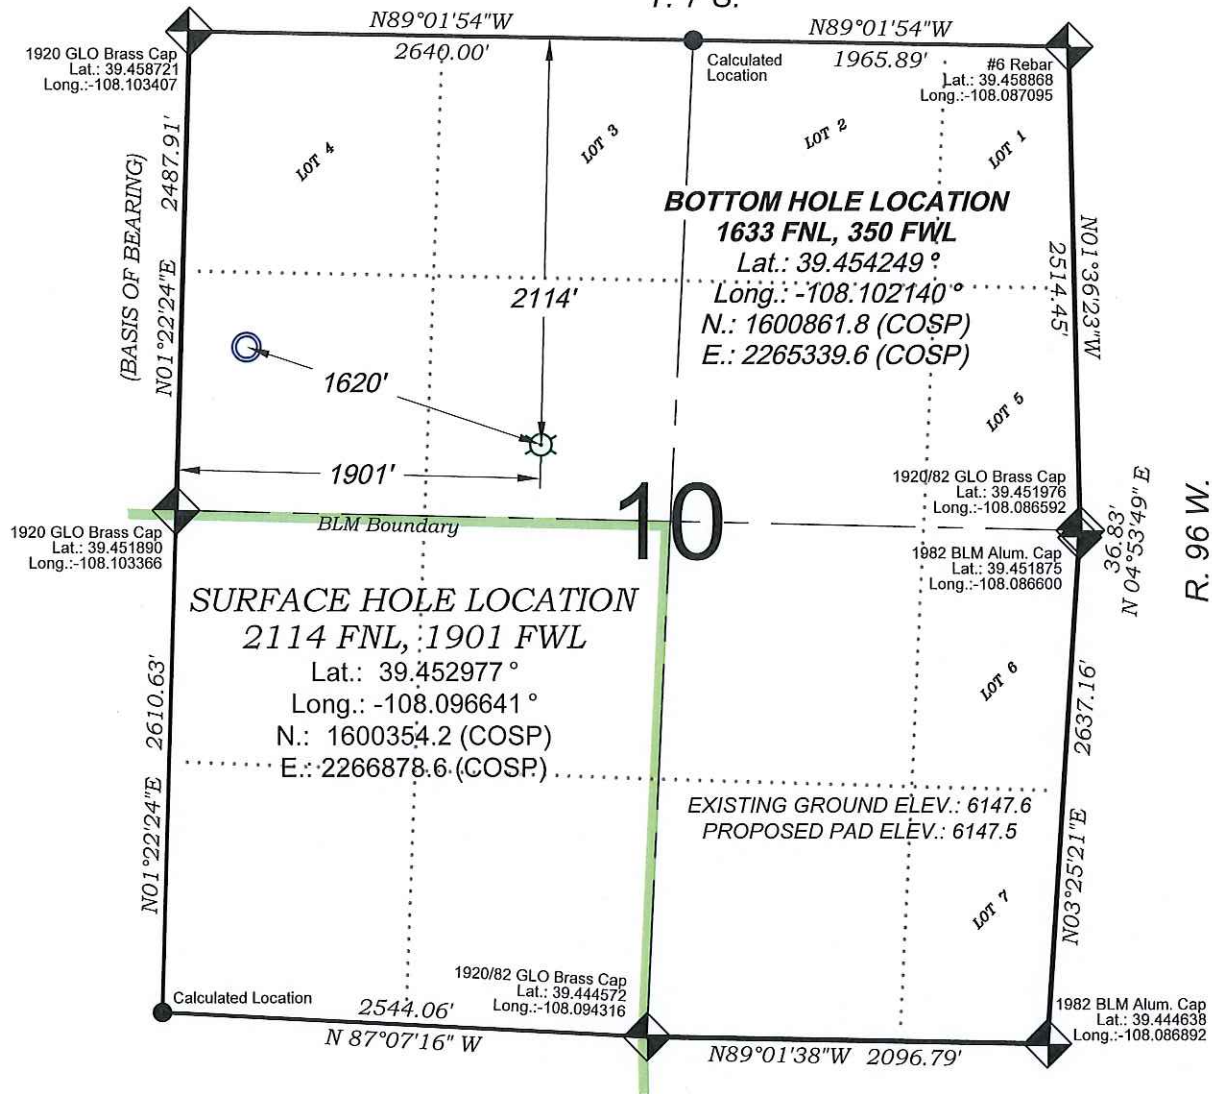 N89°01'54"W
2640.00'
N89°01'54"W
1965.89'
1920 GLO Brass Cap
Lat.: 39.458721
Long.:-108.103407
Calculated
Location
#6 Rebar
Lat.: 39.458868
Long.:-108.087095
LOT 4
LOT 3
LOT 2
LOT 1
(BASIS OF BEARING)
N01°22'24"E
2487.91'
BOTTOM HOLE LOCATION
1633 FNL, 350 FWL
Lat.: 39.454249 °
Long.: -108.102140 °
N.: 1600861.8 (COSP)
E.: 2265339.6 (COSP)
N01°36'23"W
2514.45'
2114'
1620'
1901'
LOT 5
1920/82 GLO Brass Cap
Lat.: 39.451976
Long.:-108.086592
10
BLM Boundary
1920 GLO Brass Cap
Lat.: 39.451890
Long.:-108.103366
1982 BLM Alum. Cap
Lat.: 39.451875
Long.:-108.086600
36.83'
N 04°53'49" E
R. 96 W.
SURFACE HOLE LOCATION
2114 FNL, 1901 FWL
Lat.: 39.452977 °
Long.: -108.096641 °
N.: 1600354.2 (COSP)
E.: 2266878.6 (COSP)
N01°22'24"E
2610.63'
LOT 6
2637.16'
N03°25'21"E
EXISTING GROUND ELEV.: 6147.6
PROPOSED PAD ELEV.: 6147.5
LOT 7
1920/82 GLO Brass Cap
Lat.: 39.444572
Long.:-108.094316
Calculated Location
2544.06'
N 87°07'16" W
N89°01'38"W 2096.79'
1982 BLM Alum. Cap
Lat.: 39.444638
Long.:-108.086892